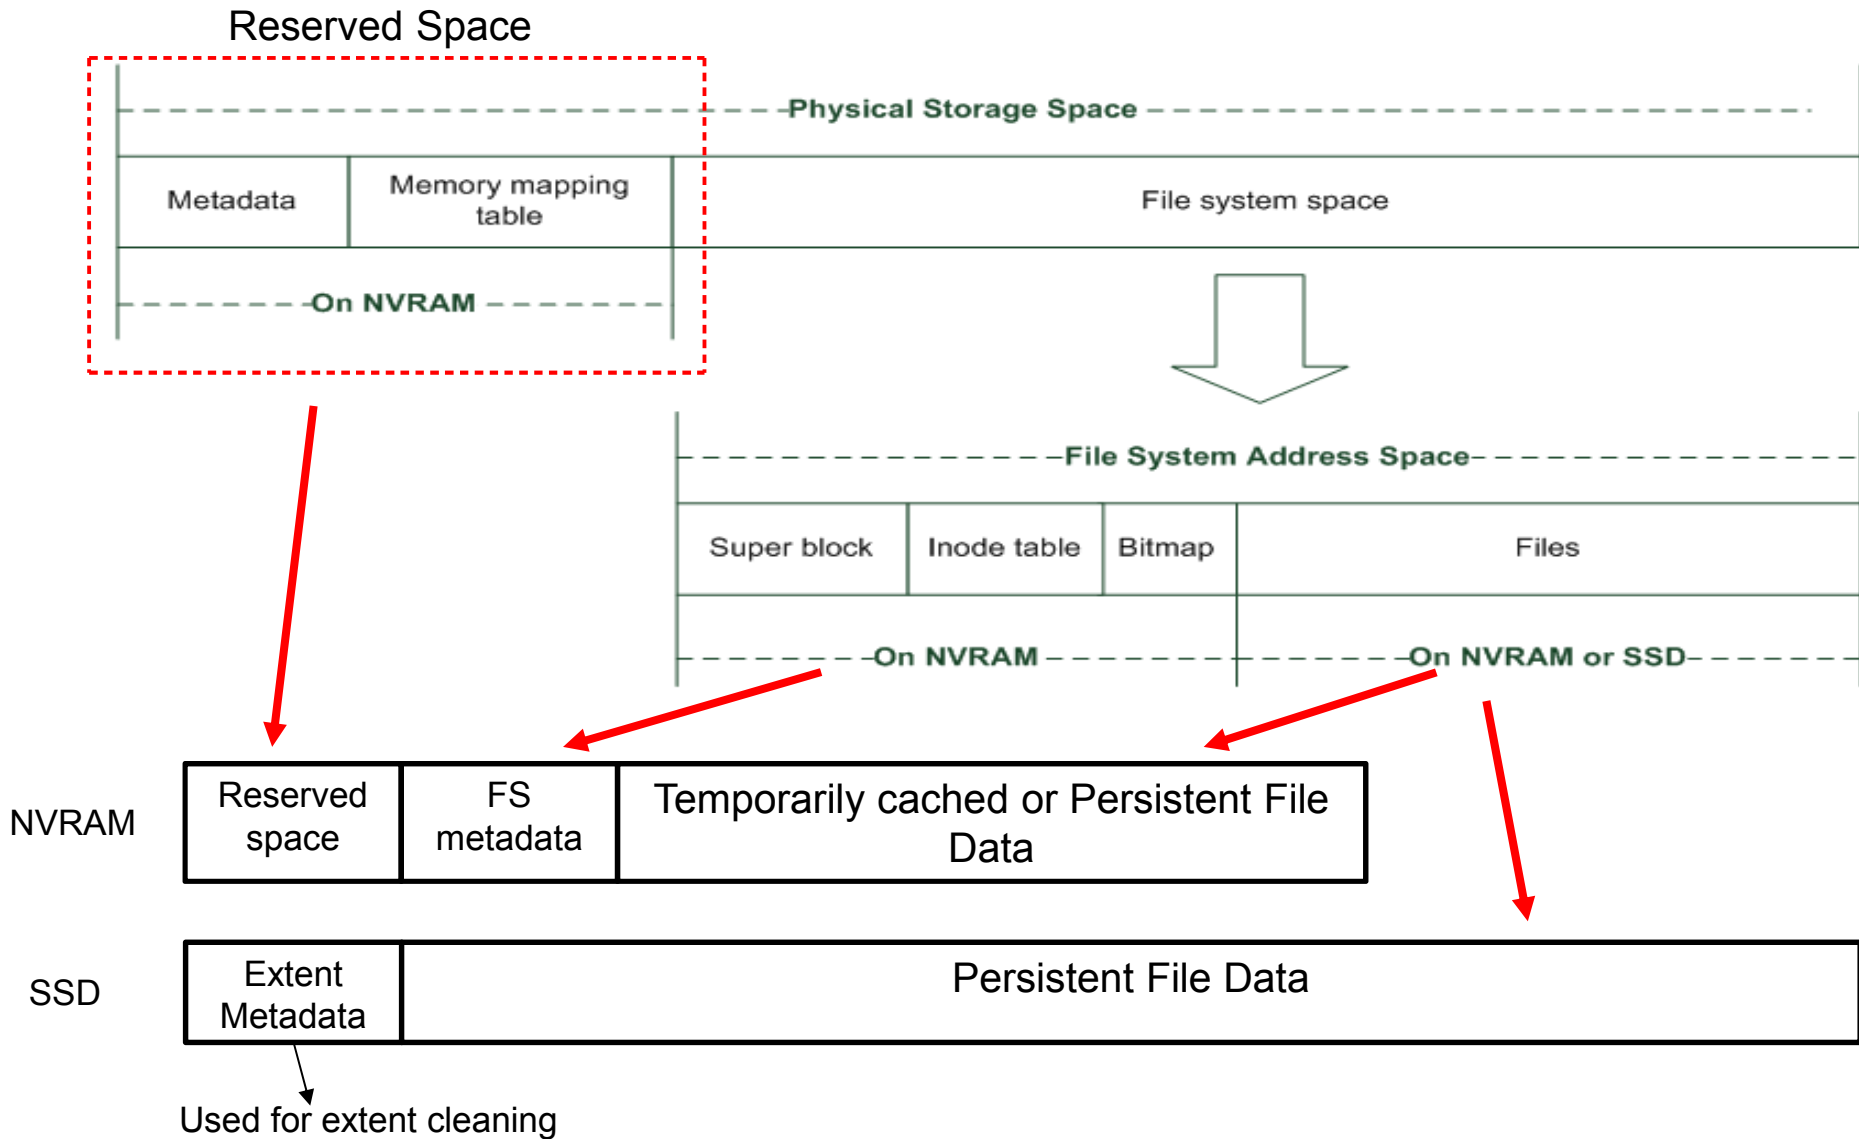 Reserved Space
Physical Storage Space
Metadata
Memory mapping
table
File system space
On NVRAM
File System Address Space
Super block
Inode table
Bitmap
Files
On NVRAM
On NVRAM or SSD
NVRAM
Reserved
space
FS
metadata
Temporarily cached or Persistent File
Data
SSD
Extent
Metadata
Persistent File Data
Used for extent cleaning